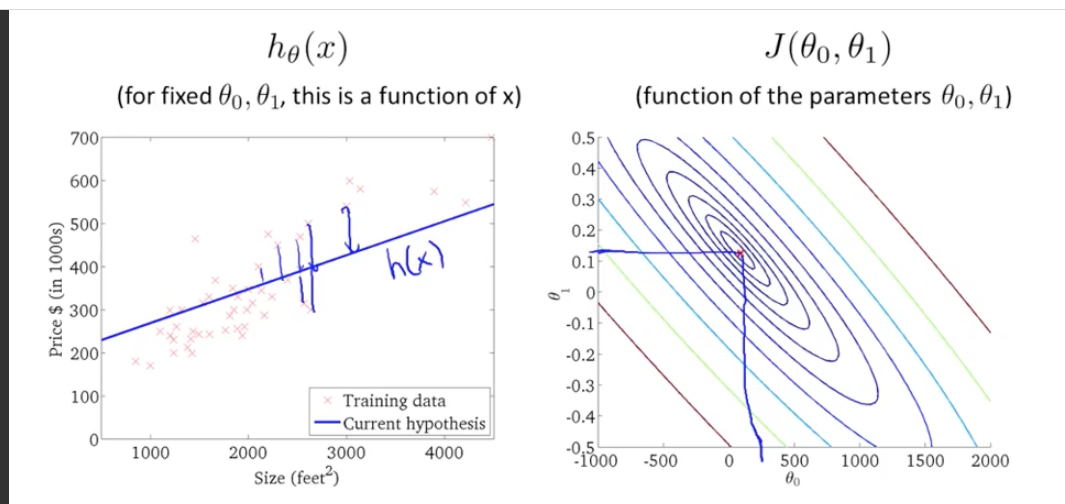 h_θ(x)
(for fixed θ₀, θ₁, this is a function of x)
700
600
500
400
300
200
100
0
Price $ (in 1000s)
1000
2000
3000
4000
Size (feet²)
h(x)
Training data
Current hypothesis
J(θ₀, θ₁)
(function of the parameters θ₀, θ₁)
0.5
0.4
0.3
0.2
0.1
0
-0.1
-0.2
-0.3
-0.4
-0.5
θ₁
-1000
-500
0
500
1000
1500
2000
θ₀